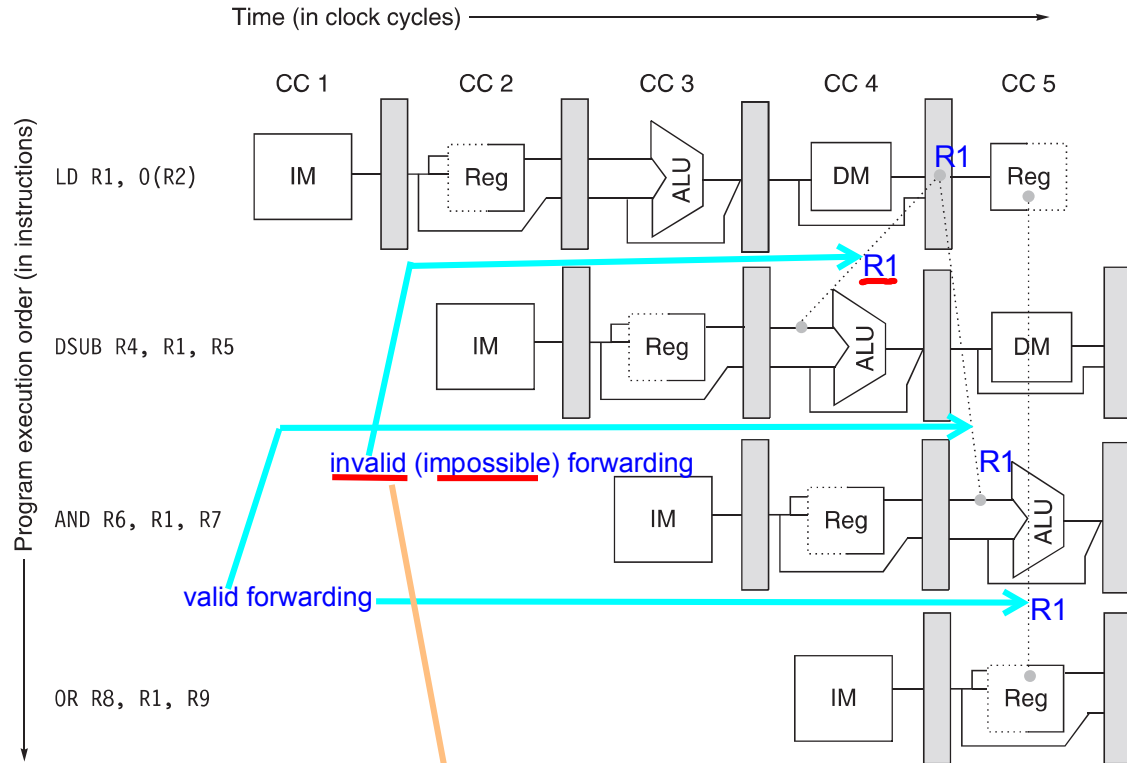 Time (in clock cycles)
CC 1 CC 2 CC 3 CC 4 CC 5
Program execution order (in instructions)
LD R1, 0(R2) IM Reg ALU DM R1 Reg
R1
DSUB R4, R1, R5 IM Reg ALU DM
invalid (impossible) forwarding R1
AND R6, R1, R7 IM Reg ALU
valid forwarding R1
OR R8, R1, R9 IM Reg